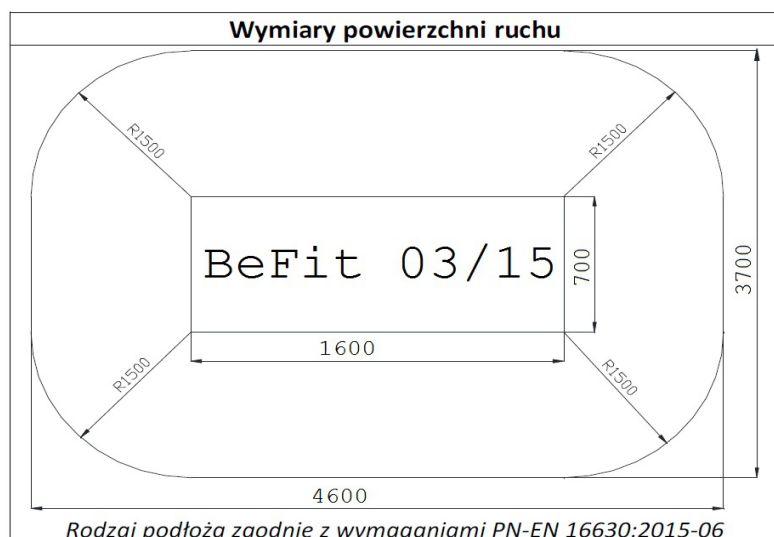 Wymiary powierzchni ruchu
R1500
R1500
BeFit 03/15
700
3700
1600
R1500
R1500
4600
Rodzaj podłoża zgodnie z wymaganiami PN-EN 16630:2015-06